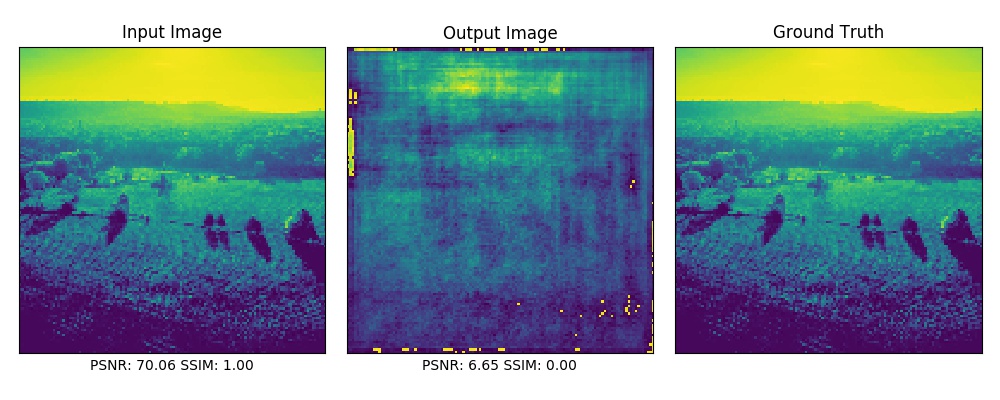 Input Image
Output Image
Ground Truth
PSNR: 70.06 SSIM: 1.00
PSNR: 6.65 SSIM: 0.00